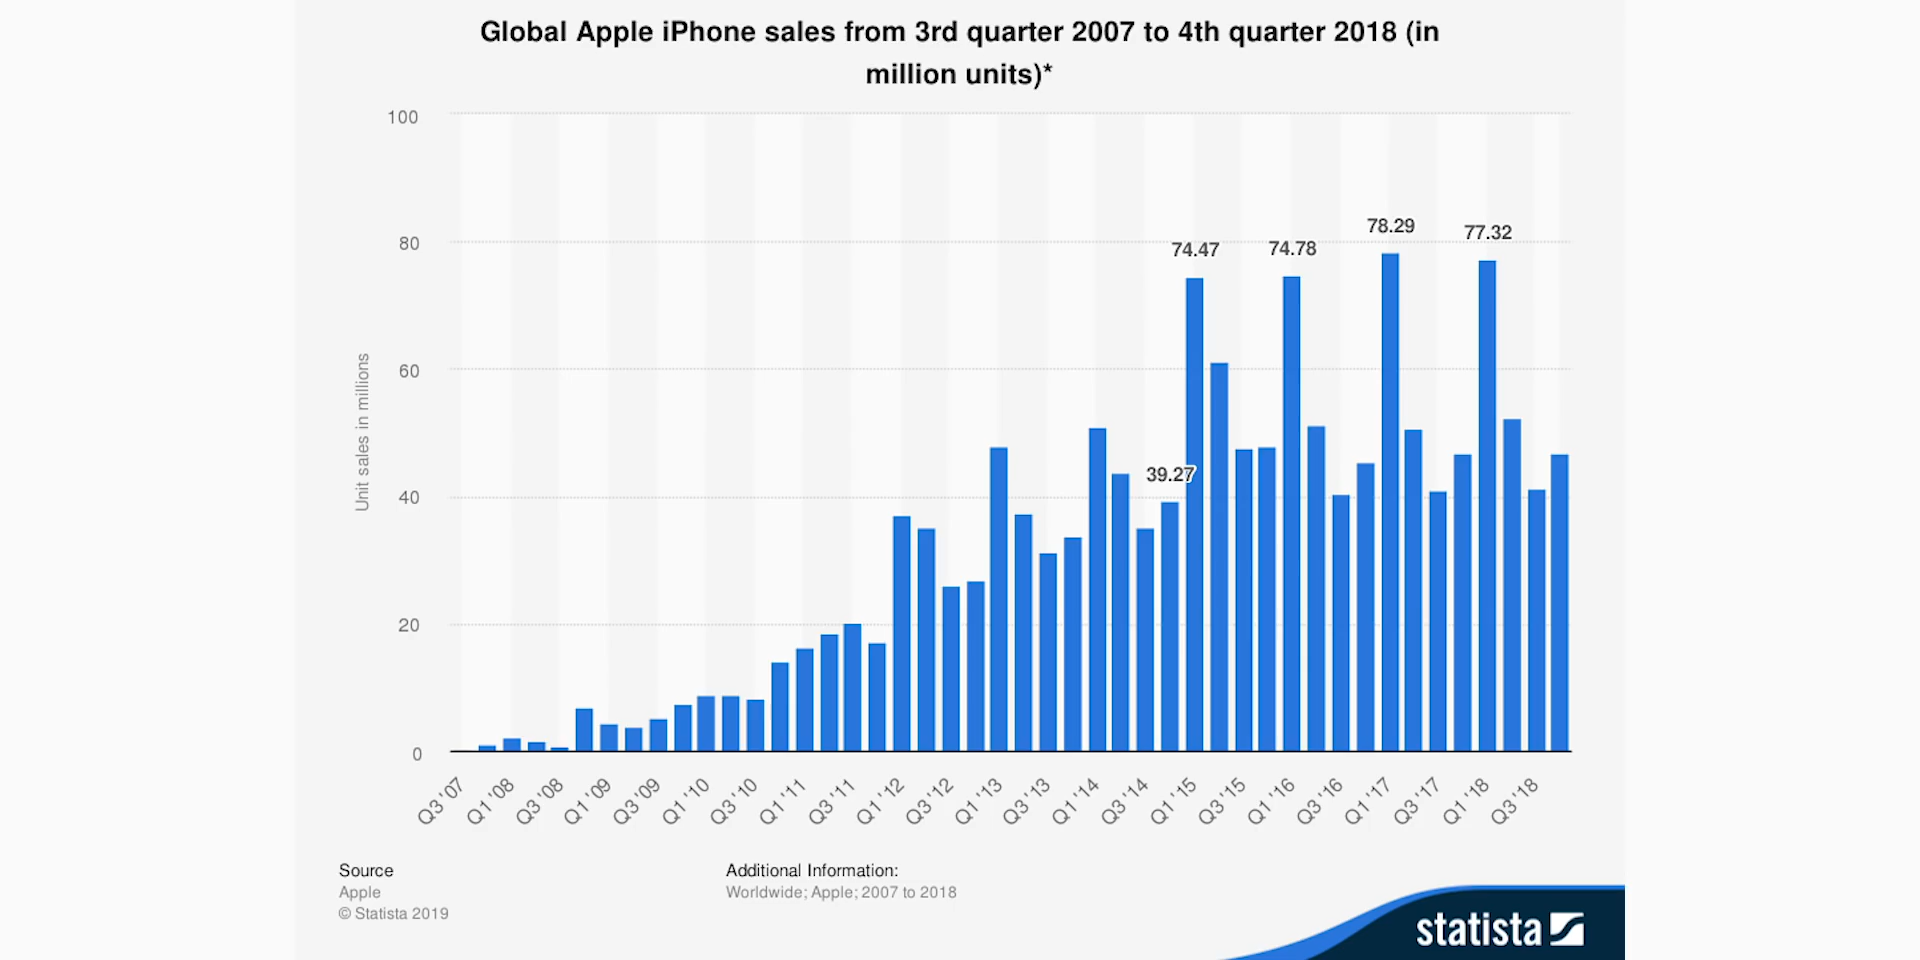 Global Apple iPhone sales from 3rd quarter 2007 to 4th quarter 2018 (in
million units)*
100
80
60
40
20
0
Unit sales in millions
74.47
74.78
78.29
77.32
39.27
Q3 '07
Q1 '08
Q3 '08
Q1 '09
Q3 '09
Q1 '10
Q3 '10
Q1 '11
Q3 '11
Q1 '12
Q3 '12
Q1 '13
Q3 '13
Q1 '14
Q3 '14
Q1 '15
Q3 '15
Q1 '16
Q3 '16
Q1 '17
Q3 '17
Q1 '18
Q3 '18
Source
Apple
© Statista 2019
Additional Information:
Worldwide; Apple; 2007 to 2018
statista